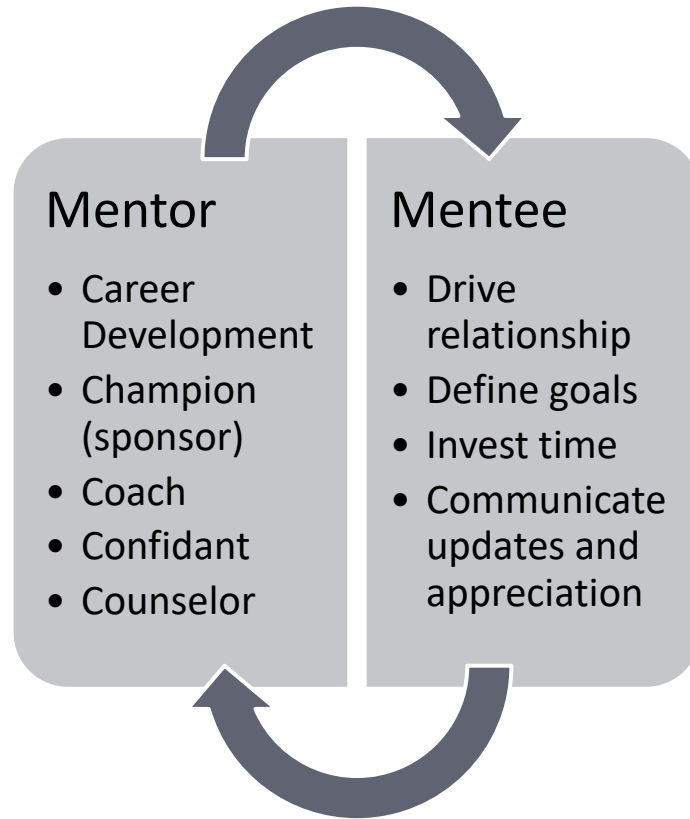 Mentor
• Career
Development
• Champion
(sponsor)
• Coach
• Confidant
• Counselor
Mentee
• Drive
relationship
• Define goals
• Invest time
• Communicate
updates and
appreciation